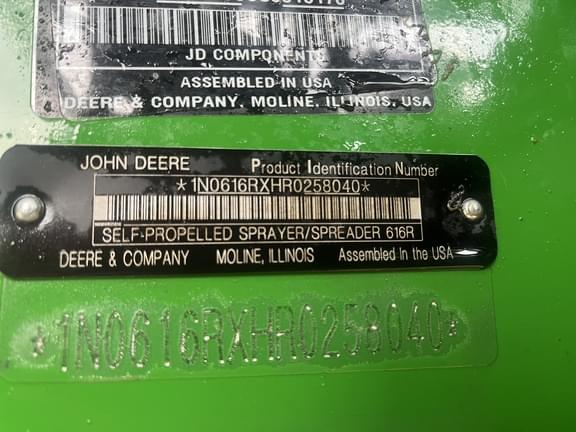 JD COMPONENTS
ASSEMBLED IN USA
DEERE & COMPANY, MOLINE, ILLINOIS, USA
JOHN DEERE Product Identification Number
*1N0616RXHR0258040*
SELF-PROPELLED SPRAYER/SPREADER 616R
DEERE & COMPANY MOLINE, ILLINOIS Assembled In the USA
*1N0616RXHR0258040*